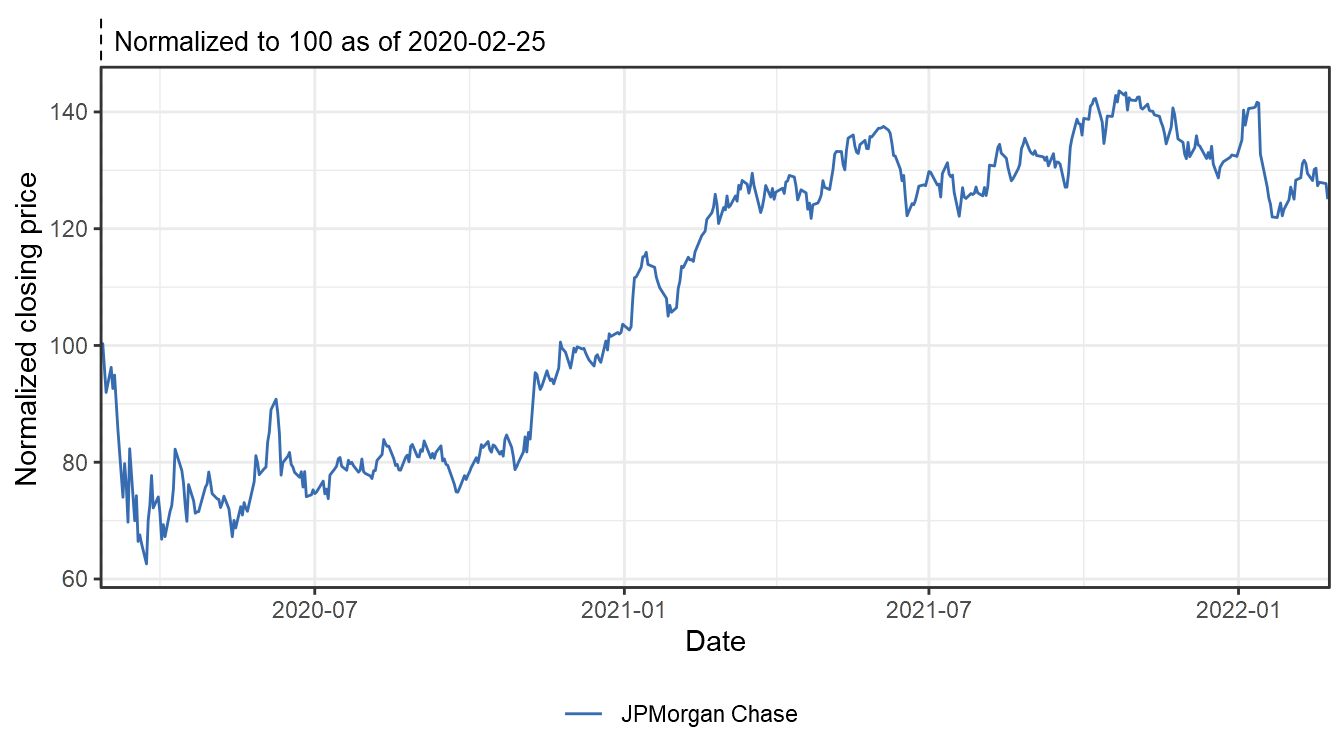 Normalized to 100 as of 2020-02-25
Normalized closing price
140
120
100
80
60
2020-07
2021-01
2021-07
2022-01
Date
JPMorgan Chase